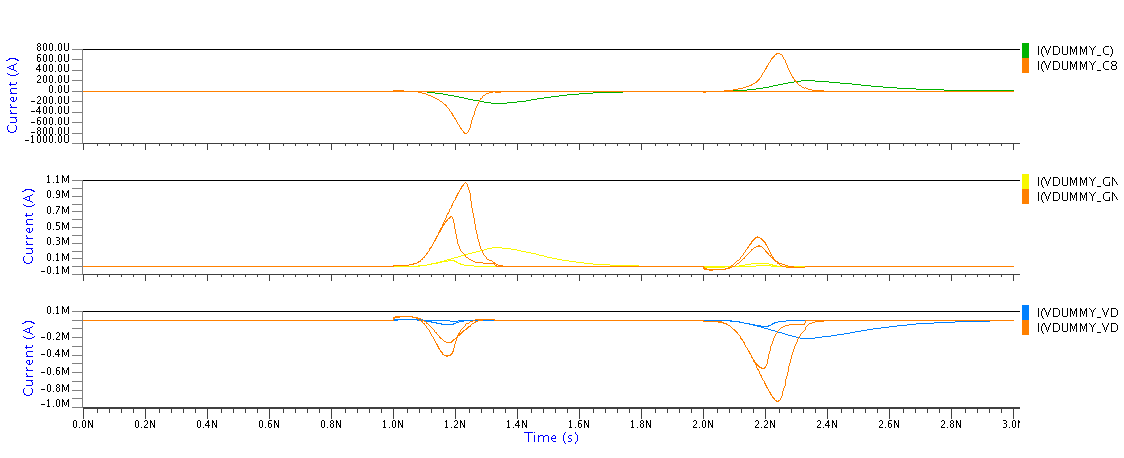 Current (A)
800.0U
600.0U
400.0U
200.0U
0.0U
-200.0U
-400.0U
-600.0U
-800.0U
-1000.0U
I(VDUMMY_C)
I(VDUMMY_C8
Current (A)
1.1M
0.9M
0.7M
0.5M
0.3M
0.1M
-0.1M
I(VDUMMY_GN
I(VDUMMY_GN
Current (A)
0.1M
-0.2M
-0.4M
-0.6M
-0.8M
-1.0M
I(VDUMMY_VD
I(VDUMMY_VD
0.0N 0.2N 0.4N 0.6N 0.8N 1.0N 1.2N 1.4N 1.6N 1.8N 2.0N 2.2N 2.4N 2.6N 2.8N 3.0N
Time (s)